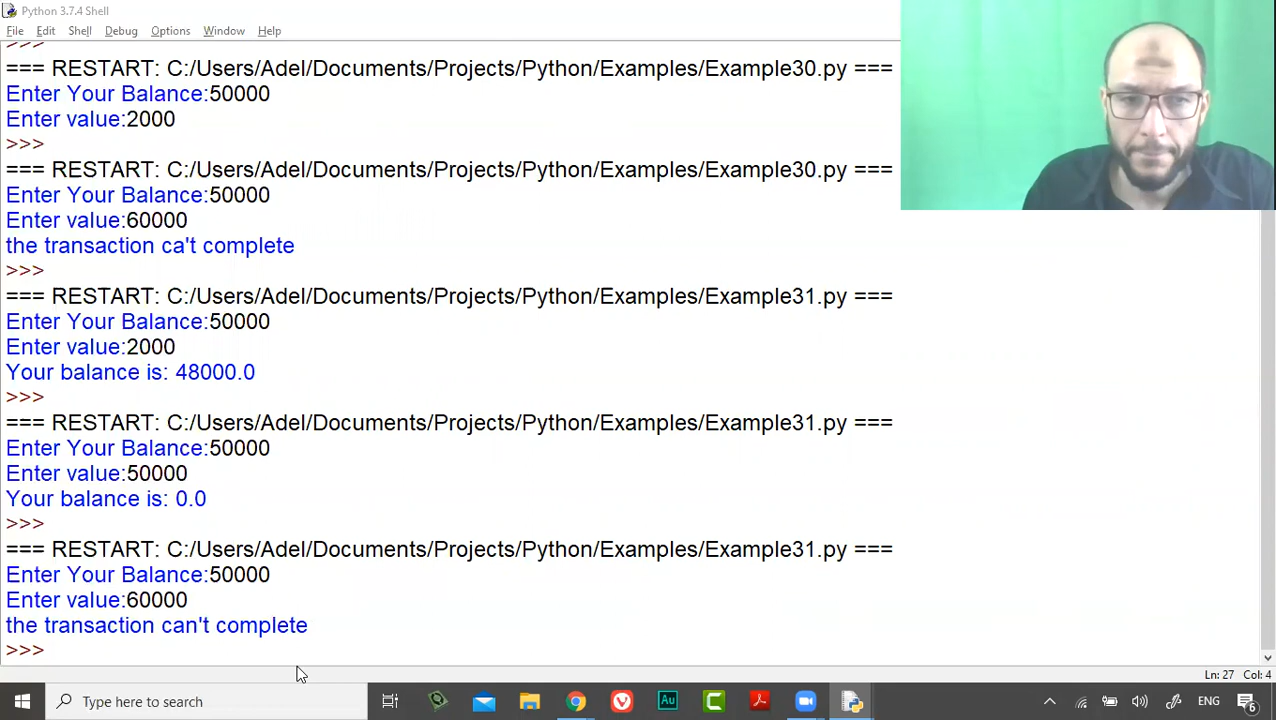 Python 3.7.4 Shell
File Edit Shell Debug Options Window Help
>>>
=== RESTART: C:/Users/Adel/Documents/Projects/Python/Examples/Example30.py ===
Enter Your Balance:50000
Enter value:2000
>>>
=== RESTART: C:/Users/Adel/Documents/Projects/Python/Examples/Example30.py ===
Enter Your Balance:50000
Enter value:60000
the transaction ca't complete
>>>
=== RESTART: C:/Users/Adel/Documents/Projects/Python/Examples/Example31.py ===
Enter Your Balance:50000
Enter value:2000
Your balance is: 48000.0
>>>
=== RESTART: C:/Users/Adel/Documents/Projects/Python/Examples/Example31.py ===
Enter Your Balance:50000
Enter value:50000
Your balance is: 0.0
>>>
=== RESTART: C:/Users/Adel/Documents/Projects/Python/Examples/Example31.py ===
Enter Your Balance:50000
Enter value:60000
the transaction can't complete
>>>
Ln: 27 Col: 4
Type here to search Au C ENG 6